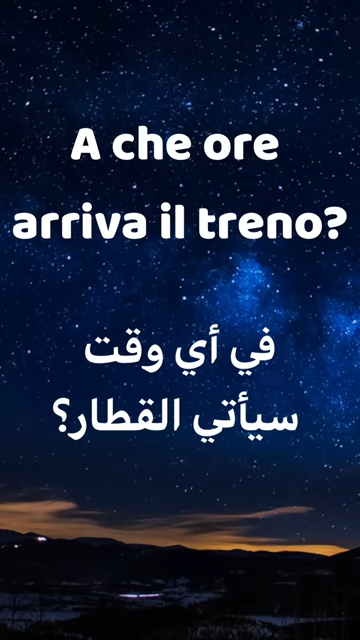 A che ore
arriva il treno?
في أي وقت
سيأتي القطار؟